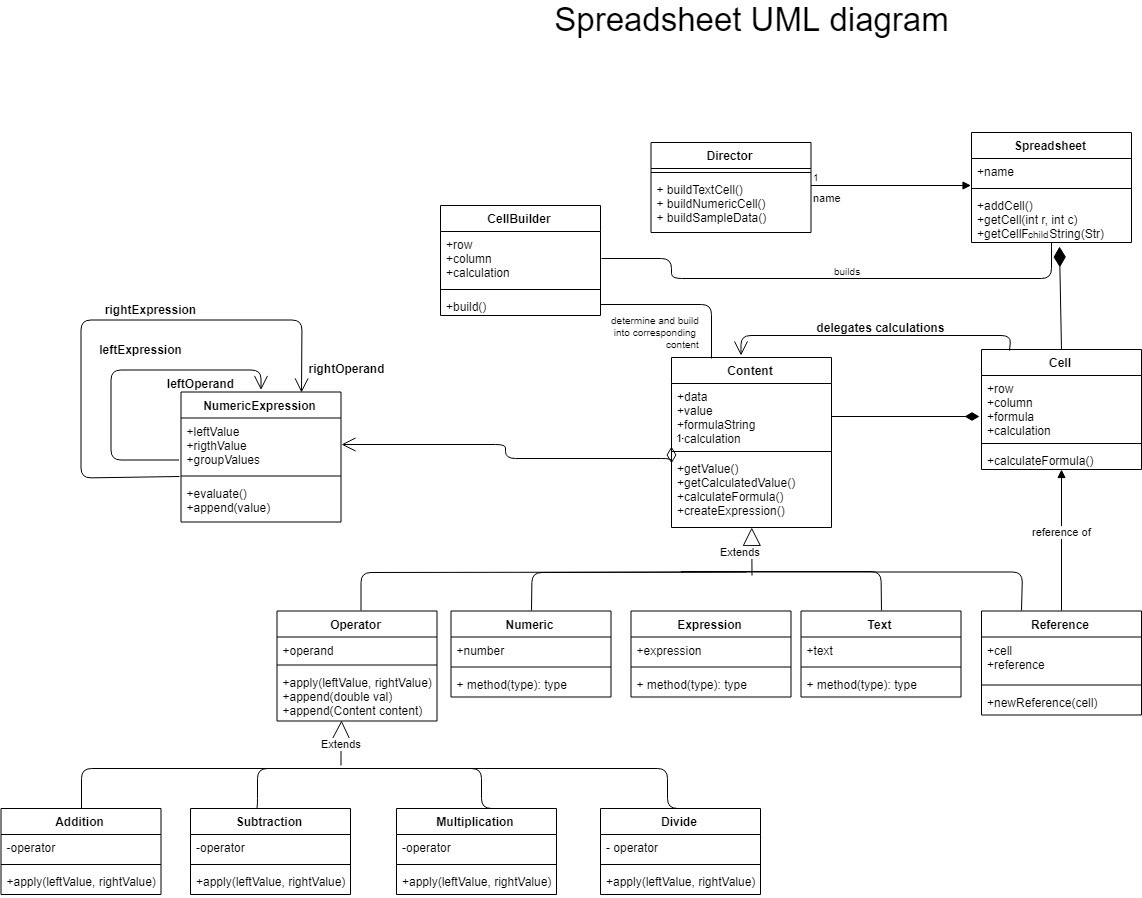 Spreadsheet UML diagram
Director
+ buildTextCell()
+ buildNumericCell()
+ buildSampleData()
1
name
Spreadsheet
+name
+addCell()
+getCell(int r, int c)
+getCellFchildString(Str)
CellBuilder
+row
+column
+calculation
+build()
builds
determine and build
into corresponding
content
delegates calculations
rightExpression
leftExpression
leftOperand
rightOperand
NumericExpression
+leftValue
+rigthValue
+groupValues
+evaluate()
+append(value)
Content
+data
+value
+formulaString
1·calculation
+getValue()
+getCalculatedValue()
+calculateFormula()
+createExpression()
Cell
+row
+column
+formula
+calculation
+calculateFormula()
reference of
Extends
Operator
+operand
+apply(leftValue, rightValue)
+append(double val)
+append(Content content)
Numeric
+number
+ method(type): type
Expression
+expression
+ method(type): type
Text
+text
+ method(type): type
Reference
+cell
+reference
+newReference(cell)
Extends
Addition
-operator
+apply(leftValue, rightValue)
Subtraction
-operator
+apply(leftValue, rightValue)
Multiplication
-operator
+apply(leftValue, rightValue)
Divide
- operator
+apply(leftValue, rightValue)